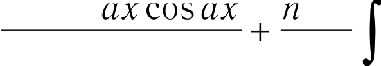 ax cos ax + n ∫